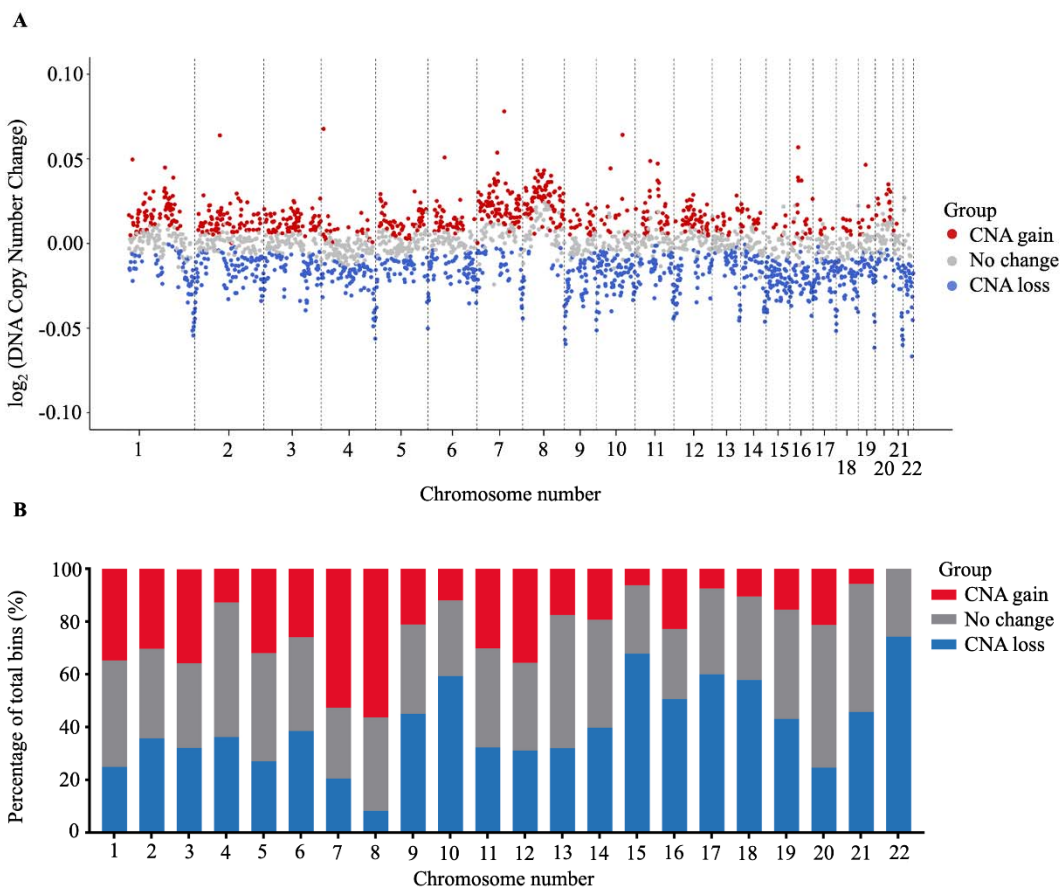 A
log₂ (DNA Copy Number Change)
0.10
0.05
0.00
-0.05
-0.10
Group
CNA gain
No change
CNA loss
1 2 3 4 5 6 7 8 9 10 11 12 13 14 15 16 17 18 19 20 21 22
Chromosome number
B
Percentage of total bins (%)
100
80
60
40
20
0
Group
CNA gain
No change
CNA loss
1 2 3 4 5 6 7 8 9 10 11 12 13 14 15 16 17 18 19 20 21 22
Chromosome number